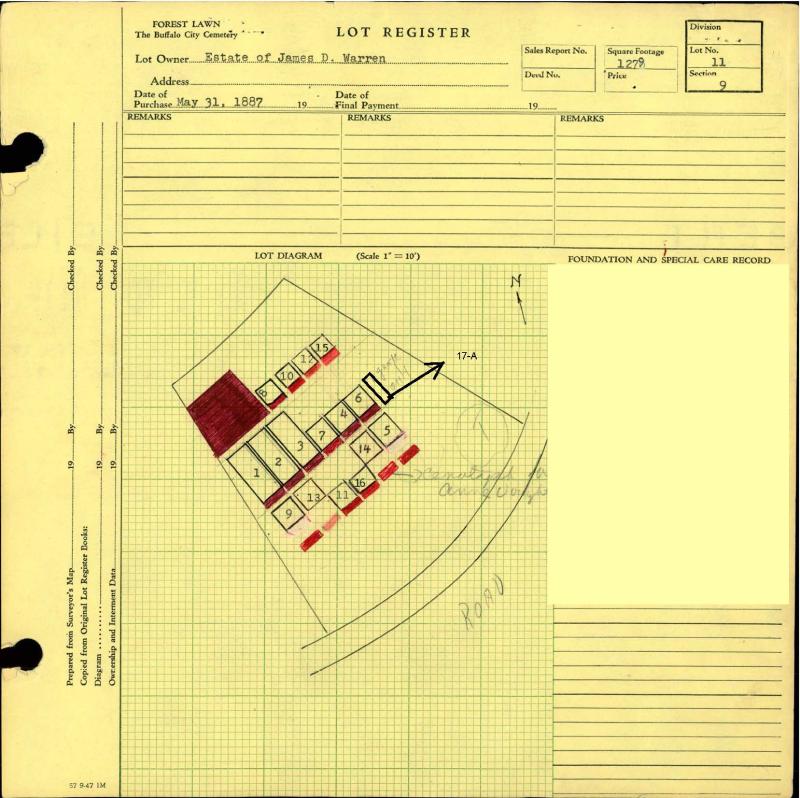 FOREST LAWN
The Buffalo City Cemetery
LOT REGISTER
Lot Owner Estate of James D. Warren
Address
Date of Purchase May 31, 1887 19
Date of Final Payment 19
Sales Report No.
Deed No.
Square Footage
1279
Price
Division
Lot No.
11
Section
9
REMARKS
REMARKS
REMARKS
LOT DIAGRAM (Scale 1" = 10')
FOUNDATION AND SPECIAL CARE RECORD
N
15
12
10
8
17-A
6
4
5
7
3
14
2
1
16
11
13
9
ROAD
Prepared from Surveyor's Map 19 By Checked By
Copied from Original Lot Register Books:
Diagram 19 By Checked By
Ownership and Interment Data 19 By Checked By
57 9-47 1M